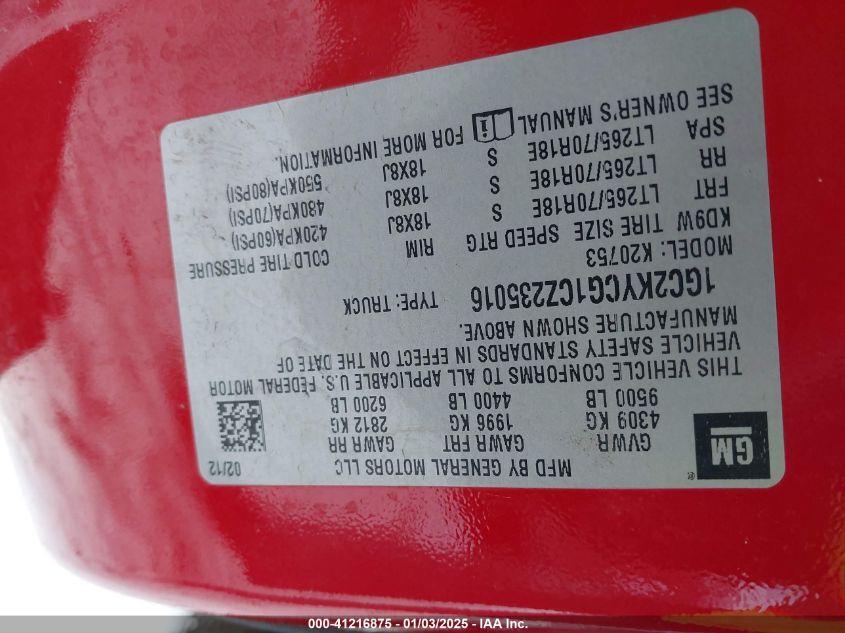 MFD BY GENERAL MOTORS LLC 02/12
GM ®
GVWR GAWR FRT GAWR RR
4309 KG 1996 KG 2812 KG
9500 LB 4400 LB 6200 LB
THIS VEHICLE CONFORMS TO ALL APPLICABLE U.S. FEDERAL MOTOR
VEHICLE SAFETY STANDARDS IN EFFECT ON THE DATE OF
MANUFACTURE SHOWN ABOVE.
1GC2KYCG1CZ235016 TYPE: TRUCK
MODEL: K20753
KD9W TIRE SIZE SPEED RTG RIM COLD TIRE PRESSURE
FRT LT265/70R18E S 18X8J 420KPA(60PSI)
RR LT265/70R18E S 18X8J 480KPA(70PSI)
SPA LT265/70R18E S 18X8J 550KPA(80PSI)
SEE OWNER'S MANUAL i FOR MORE INFORMATION.
000-41216875 - 01/03/2025 - IAA Inc.